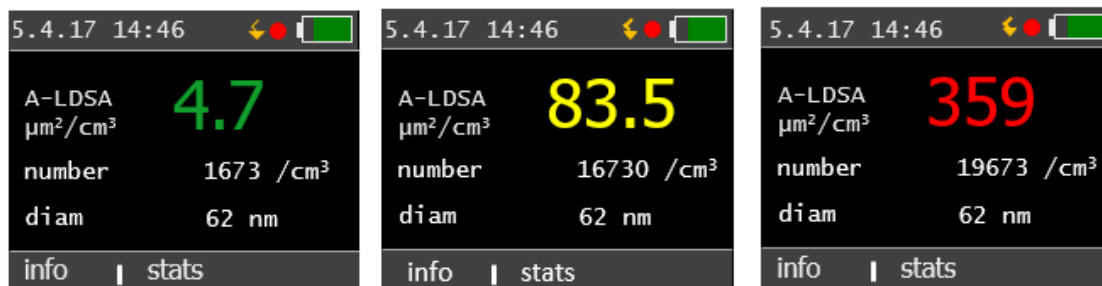 5.4.17 14:46
A-LDSA 4.7
µm²/cm³
number 1673 /cm³
diam 62 nm
info stats
5.4.17 14:46
A-LDSA 83.5
µm²/cm³
number 16730 /cm³
diam 62 nm
info stats
5.4.17 14:46
A-LDSA 359
µm²/cm³
number 19673 /cm³
diam 62 nm
info stats